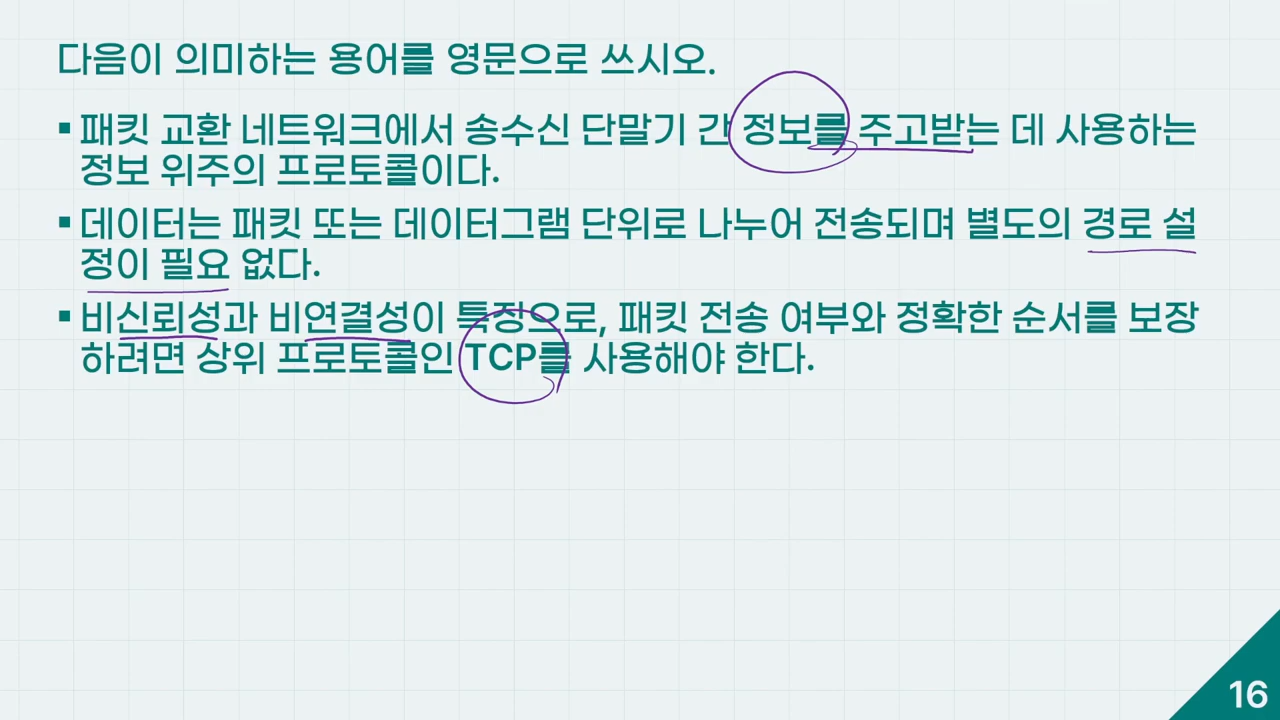 다음이 의미하는 용어를 영문으로 쓰시오.
▪ 패킷 교환 네트워크에서 송수신 단말기 간 정보를 주고받는 데 사용하는
정보 위주의 프로토콜이다.
▪ 데이터는 패킷 또는 데이터그램 단위로 나누어 전송되며 별도의 경로 설
정이 필요 없다.
▪ 비신뢰성과 비연결성이 특징으로, 패킷 전송 여부와 정확한 순서를 보장
하려면 상위 프로토콜인 TCP를 사용해야 한다.
16